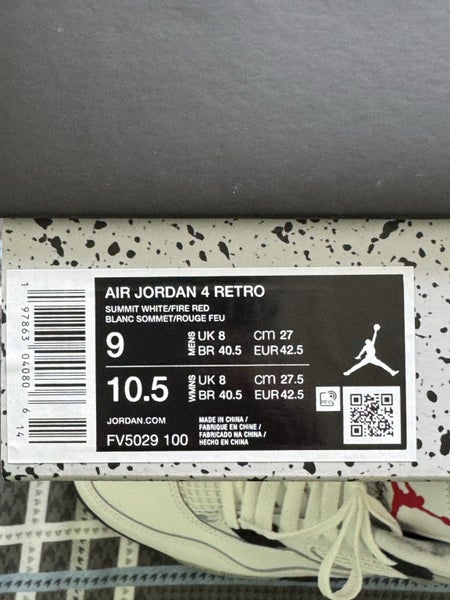 AIR JORDAN 4 RETRO
SUMMIT WHITE/FIRE RED
BLANC SOMMET/ROUGE FEU
9 MENS UK 8 CM 27
BR 40.5 EUR 42.5
10.5 WMNS UK 8 CM 27.5
BR 40.5 EUR 42.5
JORDAN.COM
FV5029 100
MADE IN CHINA /
FABRIQUÉ EN CHINE /
FABRICADO NA CHINA /
HECHO EN CHINA
1 97863 04080 6 14